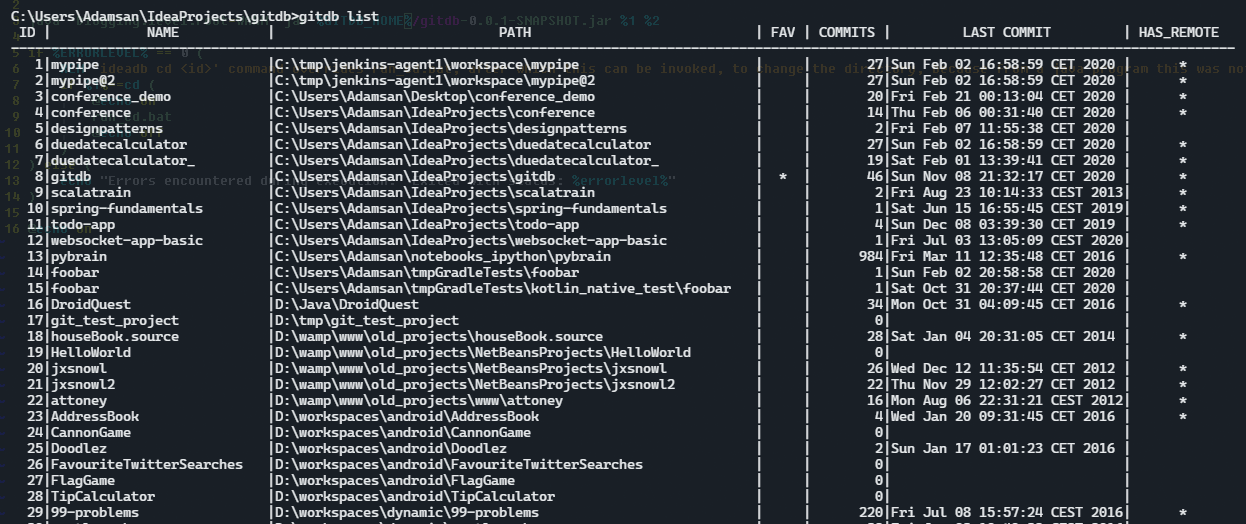 C:\Users\Adamsan\IdeaProjects\gitdb>gitdb list
ID | NAME | PATH | FAV | COMMITS | LAST COMMIT | HAS_REMOTE
1|mypipe |C:\tmp\jenkins-agent1\workspace\mypipe | | 27|Sun Feb 02 16:58:59 CET 2020 | *
2|mypipe@2 |C:\tmp\jenkins-agent1\workspace\mypipe@2 | | 27|Sun Feb 02 16:58:59 CET 2020 | *
3|conference_demo |C:\Users\Adamsan\Desktop\conference_demo | | 20|Fri Feb 21 00:13:04 CET 2020 | *
4|conference |C:\Users\Adamsan\IdeaProjects\conference | | 14|Thu Feb 06 00:31:40 CET 2020 | *
5|designpatterns |C:\Users\Adamsan\IdeaProjects\designpatterns | | 2|Fri Feb 07 11:55:38 CET 2020 |
6|duedatecalculator |C:\Users\Adamsan\IdeaProjects\duedatecalculator | | 27|Sun Feb 02 16:58:59 CET 2020 | *
7|duedatecalculator_ |C:\Users\Adamsan\IdeaProjects\duedatecalculator_ | | 19|Sat Feb 01 13:39:41 CET 2020 | *
8|gitdb |C:\Users\Adamsan\IdeaProjects\gitdb | * | 46|Sun Nov 08 21:32:17 CET 2020 | *
9|scalatrain |C:\Users\Adamsan\IdeaProjects\scalatrain | | 2|Fri Aug 23 10:14:33 CEST 2013| *
10|spring-fundamentals |C:\Users\Adamsan\IdeaProjects\spring-fundamentals | | 1|Sat Jun 15 16:55:45 CEST 2019| *
11|todo-app |C:\Users\Adamsan\IdeaProjects\todo-app | | 4|Sun Dec 08 03:39:30 CET 2019 | *
12|websocket-app-basic |C:\Users\Adamsan\IdeaProjects\websocket-app-basic | | 1|Fri Jul 03 13:05:09 CEST 2020|
13|pybrain |C:\Users\Adamsan\notebooks_ipython\pybrain | | 984|Fri Mar 11 12:35:48 CET 2016 | *
14|foobar |C:\Users\Adamsan\tmpGradleTests\foobar | | 1|Sun Feb 02 20:58:58 CET 2020 |
15|foobar |C:\Users\Adamsan\tmpGradleTests\kotlin_native_test\foobar | | 1|Sat Oct 31 20:37:44 CET 2020 |
16|DroidQuest |D:\Java\DroidQuest | | 34|Mon Oct 31 04:09:45 CET 2016 | *
17|git_test_project |D:\tmp\git_test_project | | 0| |
18|houseBook.source |D:\wamp\www\old_projects\houseBook.source | | 28|Sat Jan 04 20:31:05 CET 2014 | *
19|HelloWorld |D:\wamp\www\old_projects\NetBeansProjects\HelloWorld | | 0| |
20|jxsnowl |D:\wamp\www\old_projects\NetBeansProjects\jxsnowl | | 26|Wed Dec 12 11:35:54 CET 2012 | *
21|jxsnowl2 |D:\wamp\www\old_projects\NetBeansProjects\jxsnowl2 | | 22|Thu Nov 29 12:02:27 CET 2012 | *
22|attoney |D:\wamp\www\old_projects\www\attoney | | 16|Mon Aug 06 22:31:21 CEST 2012| *
23|AddressBook |D:\workspaces\android\AddressBook | | 4|Wed Jan 20 09:31:45 CET 2016 | *
24|CannonGame |D:\workspaces\android\CannonGame | | 0| |
25|Doodlez |D:\workspaces\android\Doodlez | | 2|Sun Jan 17 01:01:23 CET 2016 |
26|FavouriteTwitterSearches |D:\workspaces\android\FavouriteTwitterSearches | | 0| |
27|FlagGame |D:\workspaces\android\FlagGame | | 0| |
28|TipCalculator |D:\workspaces\android\TipCalculator | | 0| |
29|99-problems |D:\workspaces\dynamic\99-problems | | 220|Fri Jul 08 15:57:24 CEST 2016| *